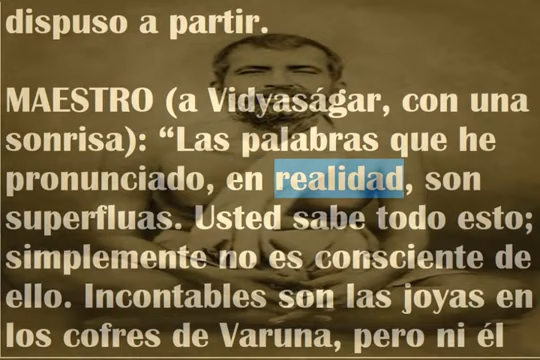 dispuso a partir.
MAESTRO (a Vidyaságar, con una
sonrisa): “Las palabras que he
pronunciado, en realidad, son
superfluas. Usted sabe todo esto;
simplemente no es consciente de
ello. Incontables son las joyas en
los cofres de Varuna, pero ni él